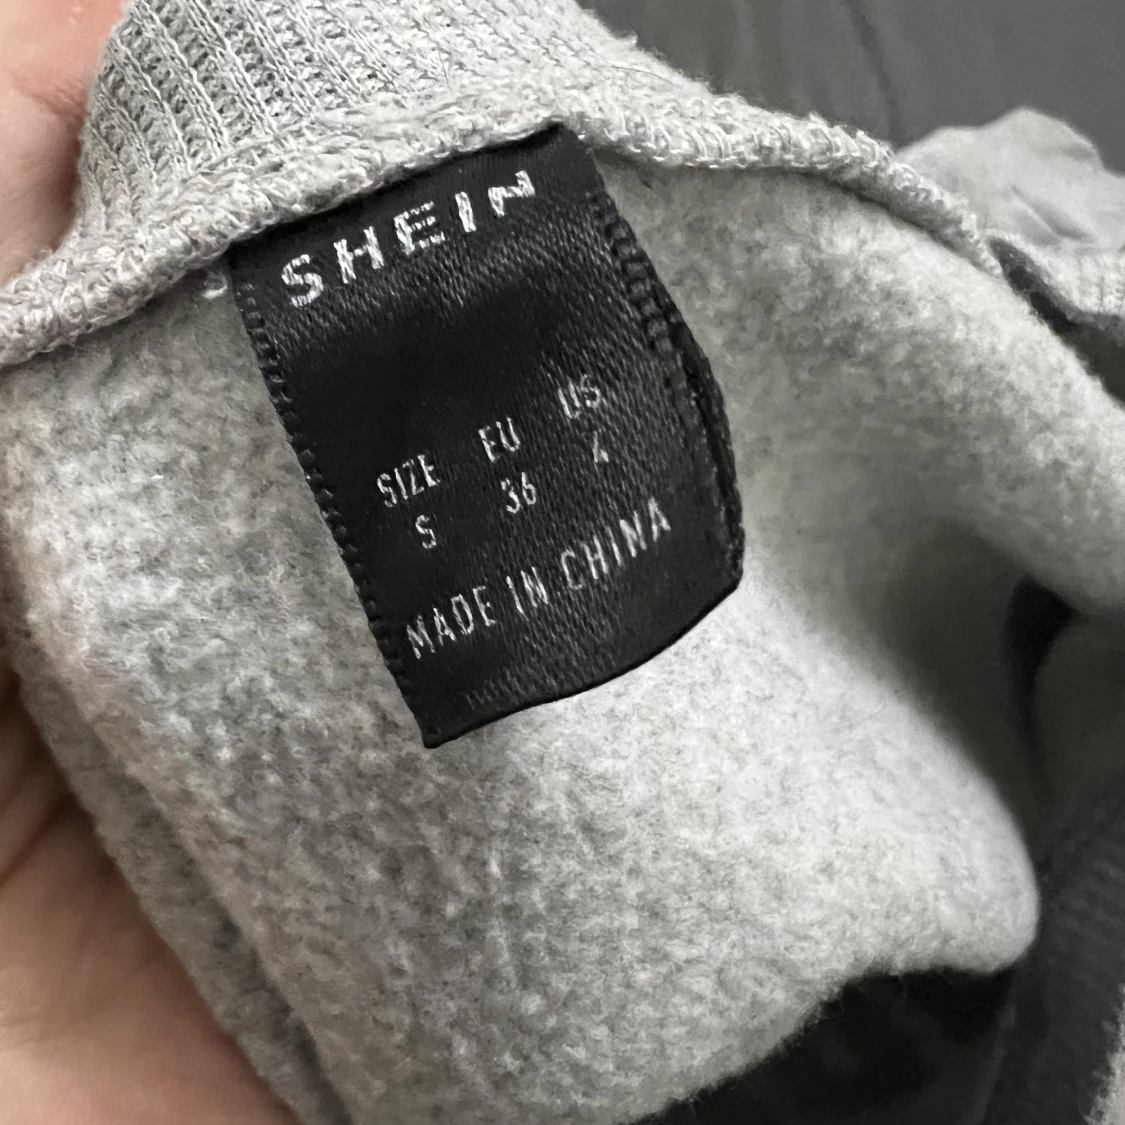 SHEIN
SIZE EU US
S 36 4
MADE IN CHINA